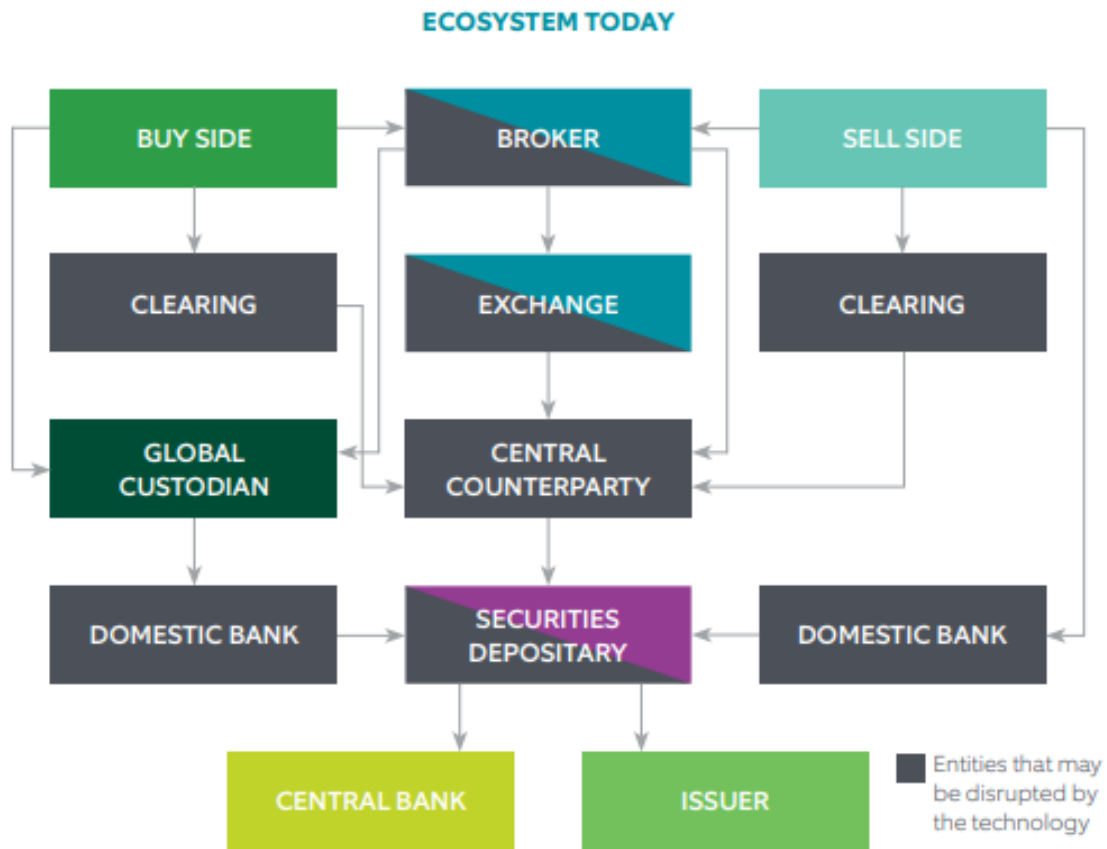 ECOSYSTEM TODAY
BUY SIDE
BROKER
SELL SIDE
CLEARING
EXCHANGE
CLEARING
GLOBAL
CUSTODIAN
CENTRAL
COUNTERPARTY
DOMESTIC BANK
SECURITIES
DEPOSITARY
DOMESTIC BANK
CENTRAL BANK
ISSUER
Entities that may
be disrupted by
the technology